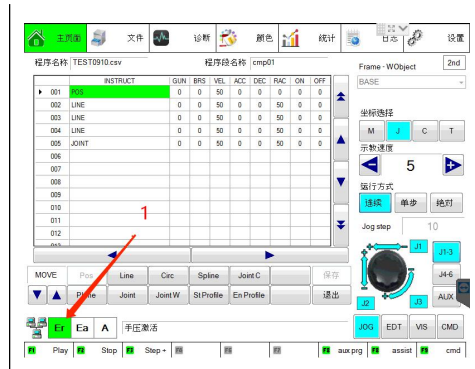 主页面 文件 诊断 颜色 统计 日志 设置
程序名称 TEST0910.csv 程序段名称 cmp01
Frame - WObject 2nd
BASE
INSTRUCT GUN BRS VEL ACC DEC RAC ON OFF
001 POS 0 0 50 0 0 0 0 0
002 LINE 0 0 50 0 0 50 0 0
003 LINE 0 0 50 0 0 50 0 0
004 LINE 0 0 50 0 0 50 0 0
005 JOINT 0 0 50 0 0 50 0 0
006
007
008
009
010
011
012
坐标选择
M J C T
示教速度
5
运行方式
连续 单步 绝对
Jog step 10
1
J1 J1-3
J4-6
J2 J3 AUX
MOVE Pos Line Circ Spline Joint C 保存
Plane Joint Joint W St Profile En Profile 退出
Er Ea A 手压激活
JOG EDT VIS CMD
F1 Play F2 Stop F3 Step+ F5 F6 F7 F8 aux prg F8 assist F8 cmd